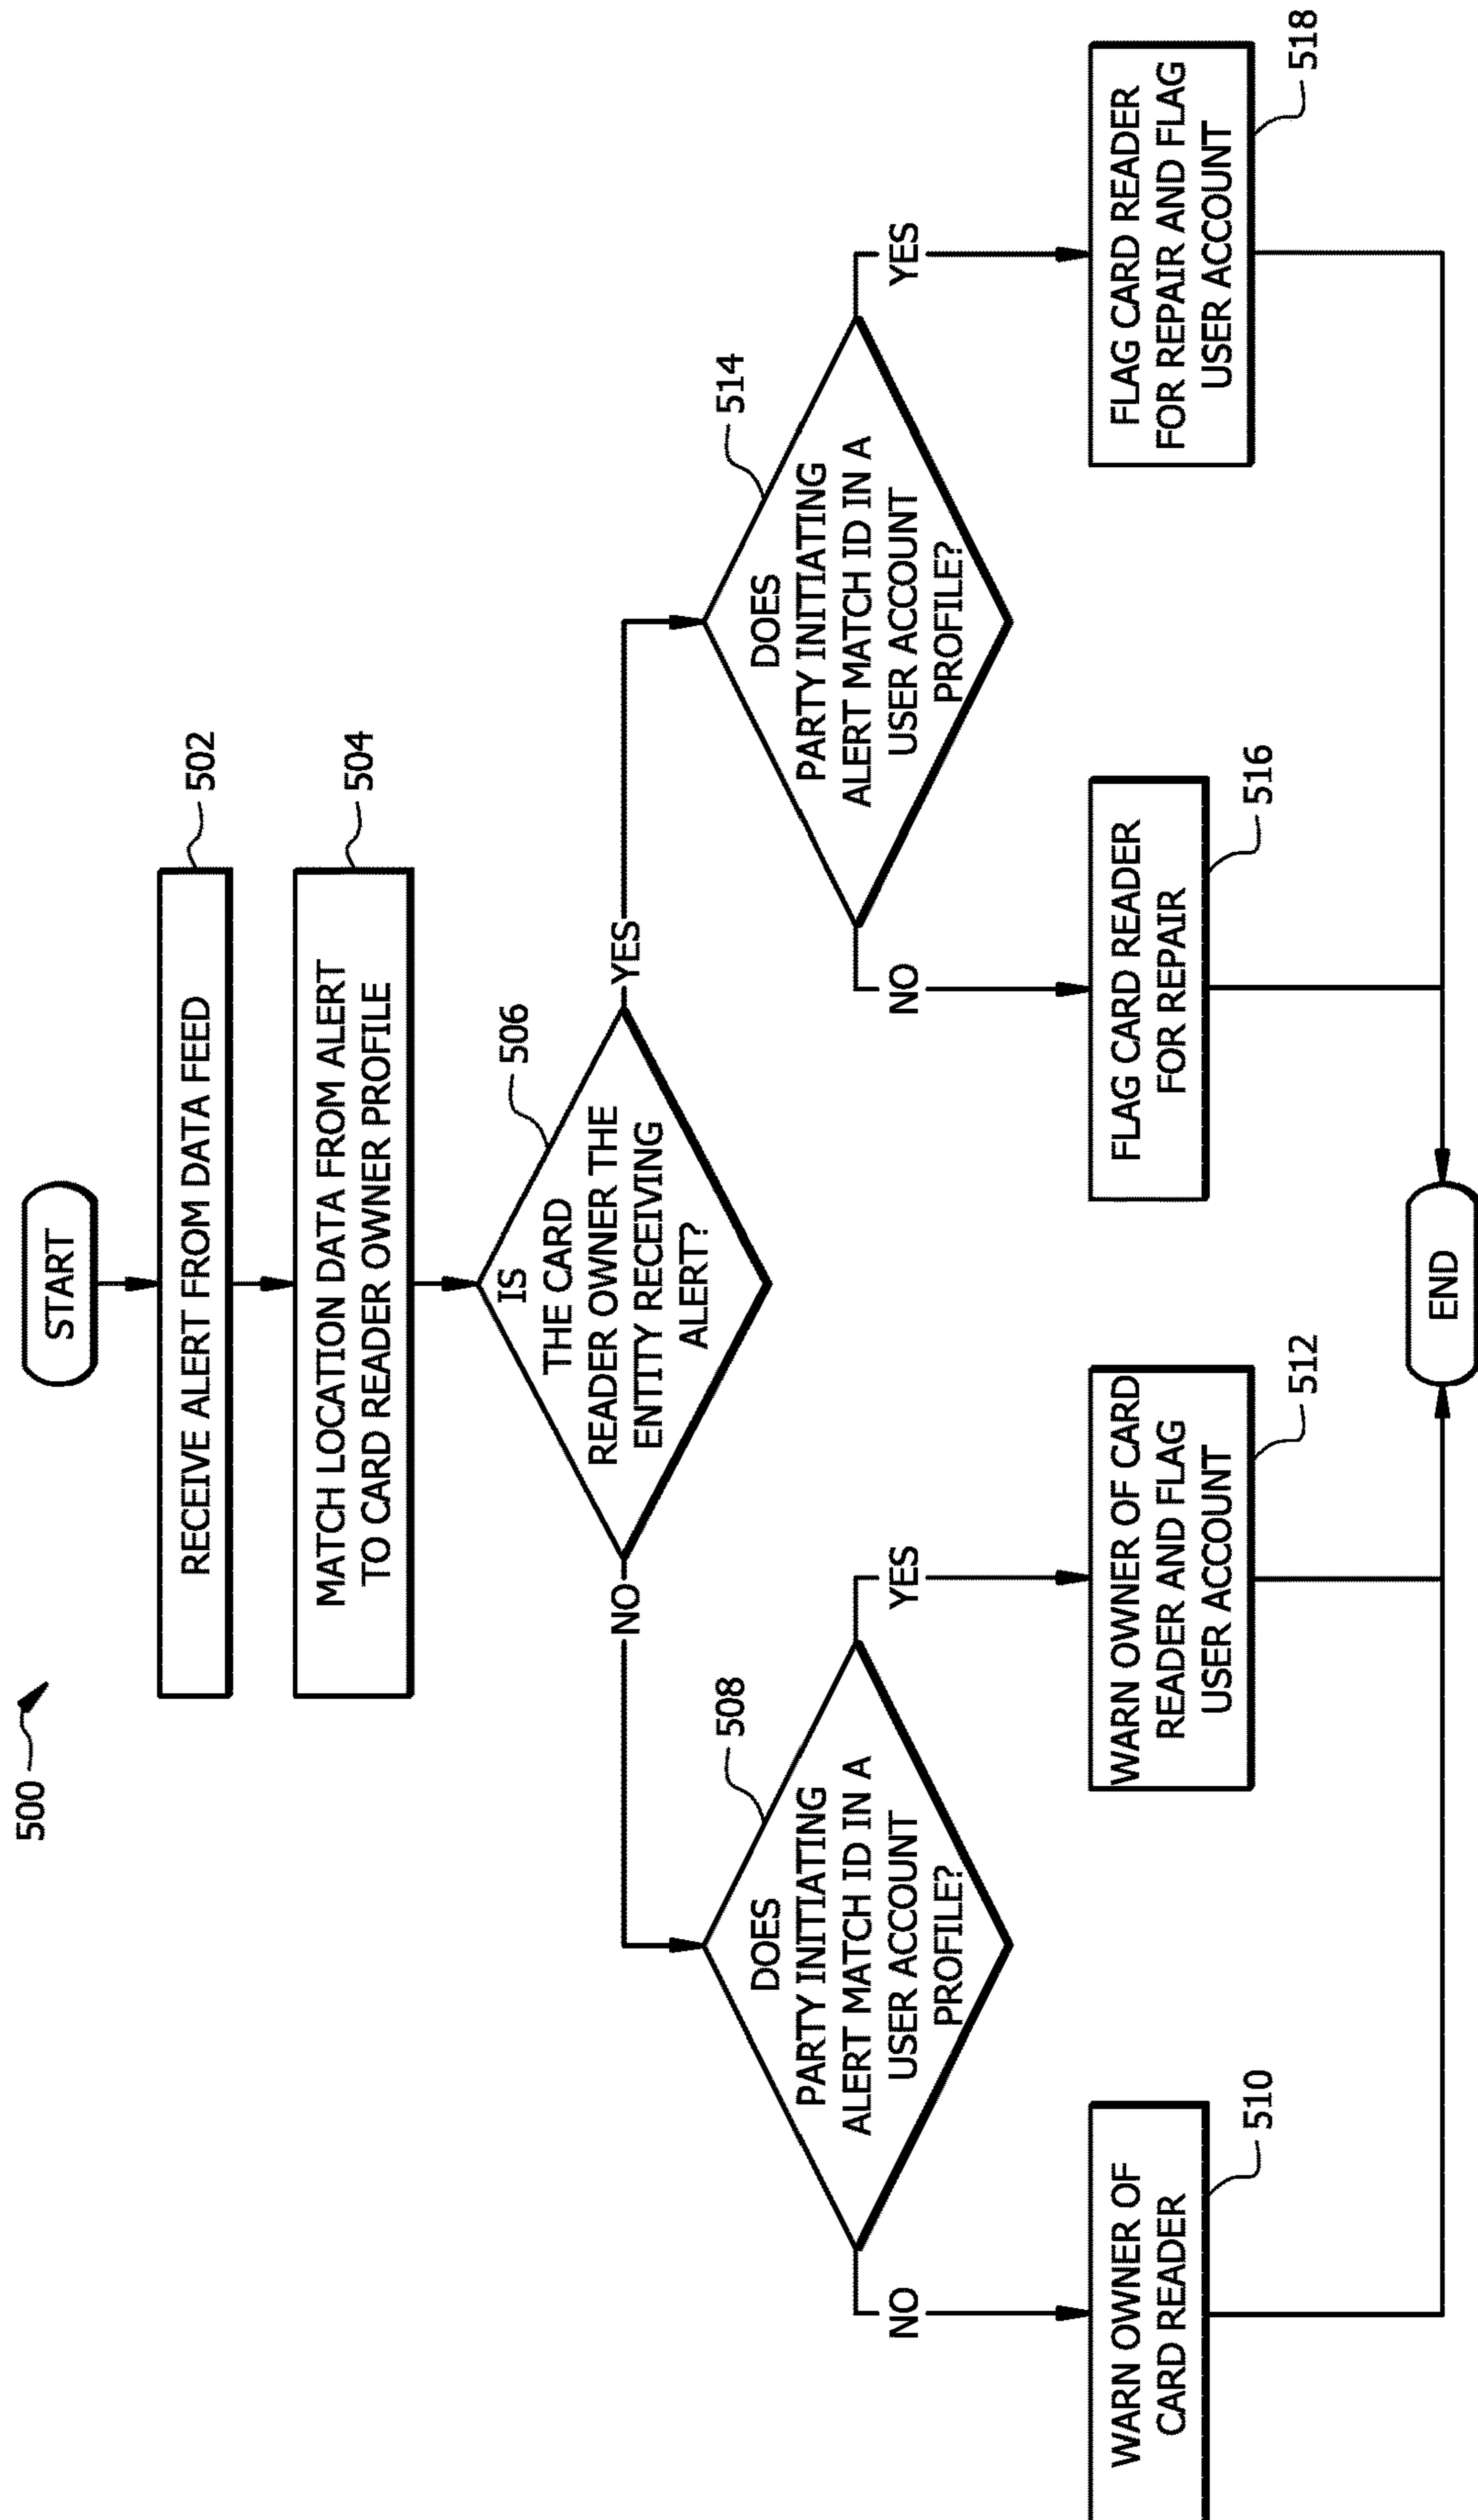 500
START
RECEIVE ALERT FROM DATA FEED
502
MATCH LOCATION DATA FROM ALERT
TO CARD READER OWNER PROFILE
504
IS
THE CARD
READER OWNER THE
ENTITY RECEIVING
ALERT?
506
NO
YES
DOES
PARTY INITIATING
ALERT MATCH ID IN A
USER ACCOUNT
PROFILE?
508
NO
YES
DOES
PARTY INITIATING
ALERT MATCH ID IN A
USER ACCOUNT
PROFILE?
514
NO
YES
WARN OWNER OF
CARD READER
510
WARN OWNER OF CARD
READER AND FLAG
USER ACCOUNT
512
FLAG CARD READER
FOR REPAIR
516
FLAG CARD READER
FOR REPAIR AND FLAG
USER ACCOUNT
518
END